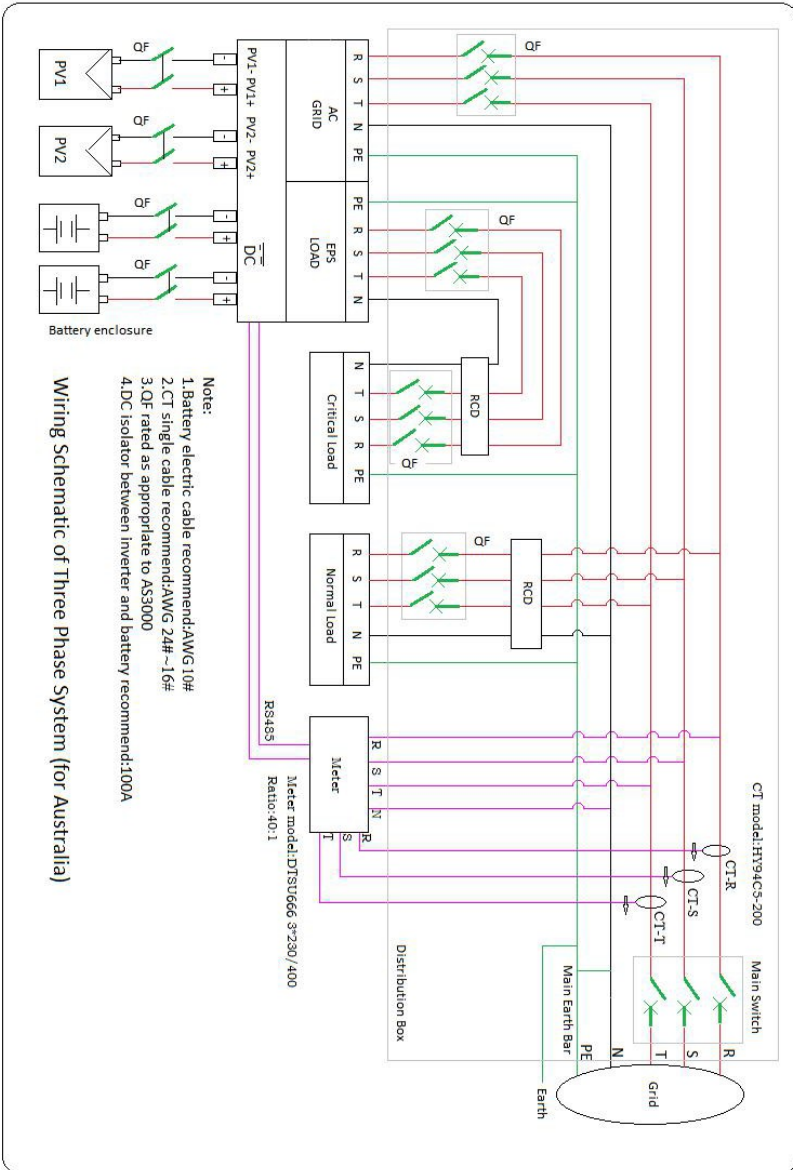 PV1
PV2
QF
QF
QF
QF
Battery enclosure
-
+
-
+
-
+
-
+
PV1- PV1+ PV2- PV2+
DC
AC
GRID
EPS
LOAD
R
S
T
N
PE
PE
R
S
T
N
QF
QF
RCD
QF
N
T
S
R
PE
Critical Load
QF
RCD
R
S
T
N
PE
Normal Load
R
S
T
N
Meter
R
S
T
RS485
Meter model:DTSU666 3*230/400
Ratio:40:1
CT model:HY94C5-200
CT-R
CT-S
CT-T
Main Switch
R
S
T
N
PE
Grid
Main Earth Bar
Earth
Distribution Box
Note:
1.Battery electric cable recommend:AWG10#
2.CT single cable recommend:AWG 24#~16#
3.QF rated as appropriate to AS3000
4.DC isolator between inverter and battery recommend:100A
Wiring Schematic of Three Phase System (for Australia)